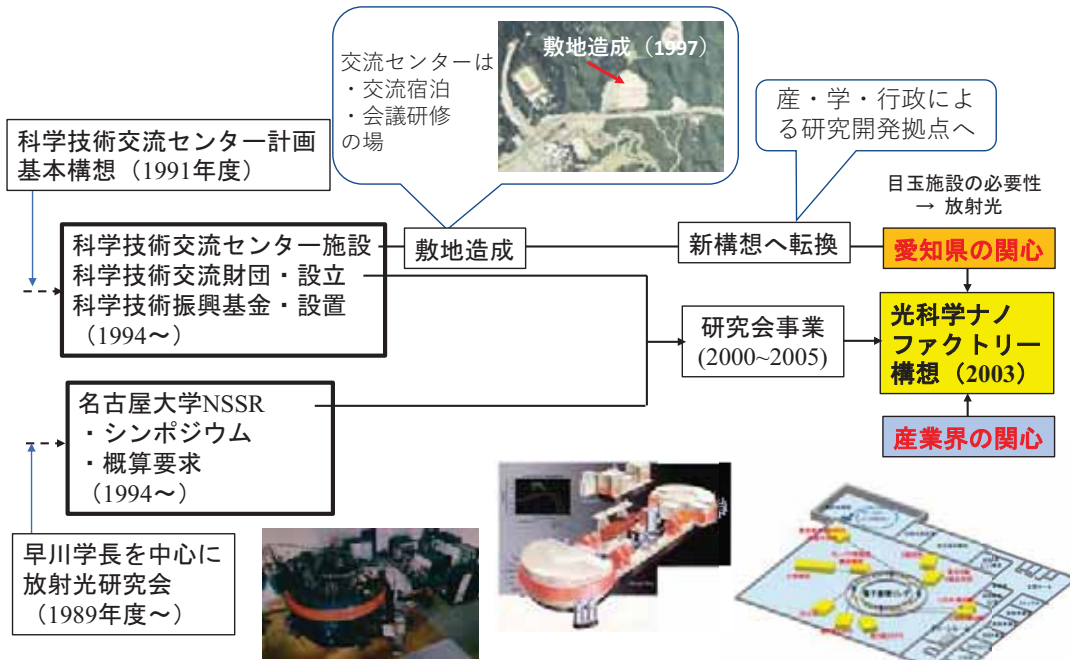 交流センターは
・交流宿泊
・会議研修
の場
敷地造成（1997）
産・学・行政によ
る研究開発拠点へ
科学技術交流センター計画
基本構想（1991年度）
目玉施設の必要性
→ 放射光
科学技術交流センター施設
科学技術交流財団・設立
科学技術振興基金・設置
(1994～)
敷地造成
新構想へ転換
愛知県の関心
研究会事業
(2000~2005)
光科学ナノ
ファクトリー
構想（2003）
名古屋大学NSSR
・シンポジウム
・概算要求
(1994～)
産業界の関心
早川学長を中心に
放射光研究会
(1989年度～)